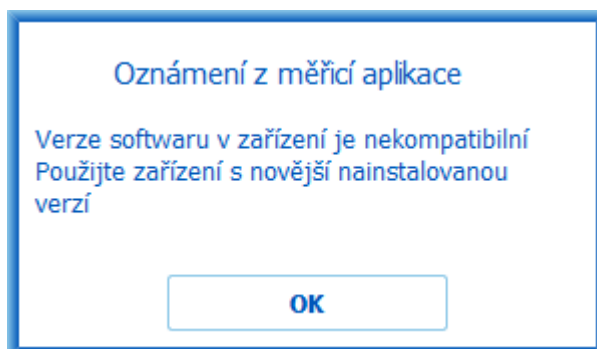 Oznámení z měřicí aplikace
Verze softwaru v zařízení je nekompatibilní
Použijte zařízení s novější nainstalovanou
verzí
OK